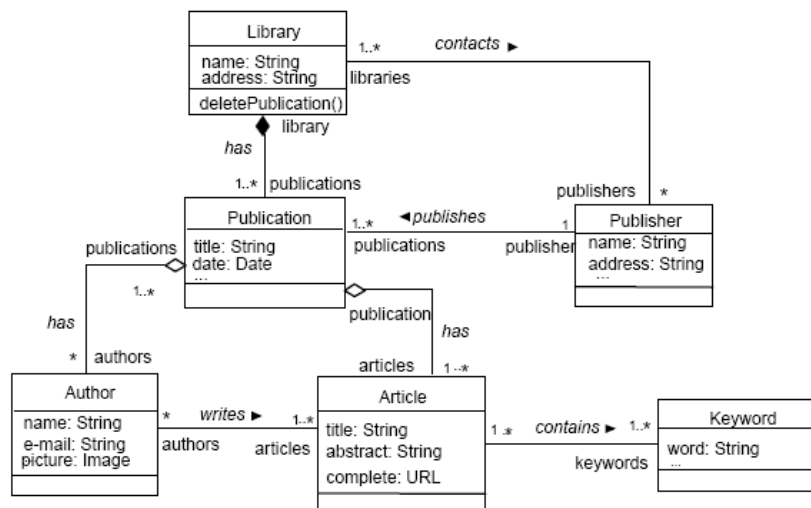 Library
name: String
address: String
deletePublication()
1..*
contacts ►
libraries
library
has
1..* publications
publishers *
Publication
title: String
date: Date
...
1..*
◄publishes
1
publications
publisher
Publisher
name: String
address: String
...
publications
1..*
has
* authors
publication
has
articles 1..*
Author
name: String
e-mail: String
picture: Image
*
writes ►
1..*
authors
articles
Article
title: String
abstract: String
complete: URL
1.*
contains ►
1..*
keywords
Keyword
word: String
...